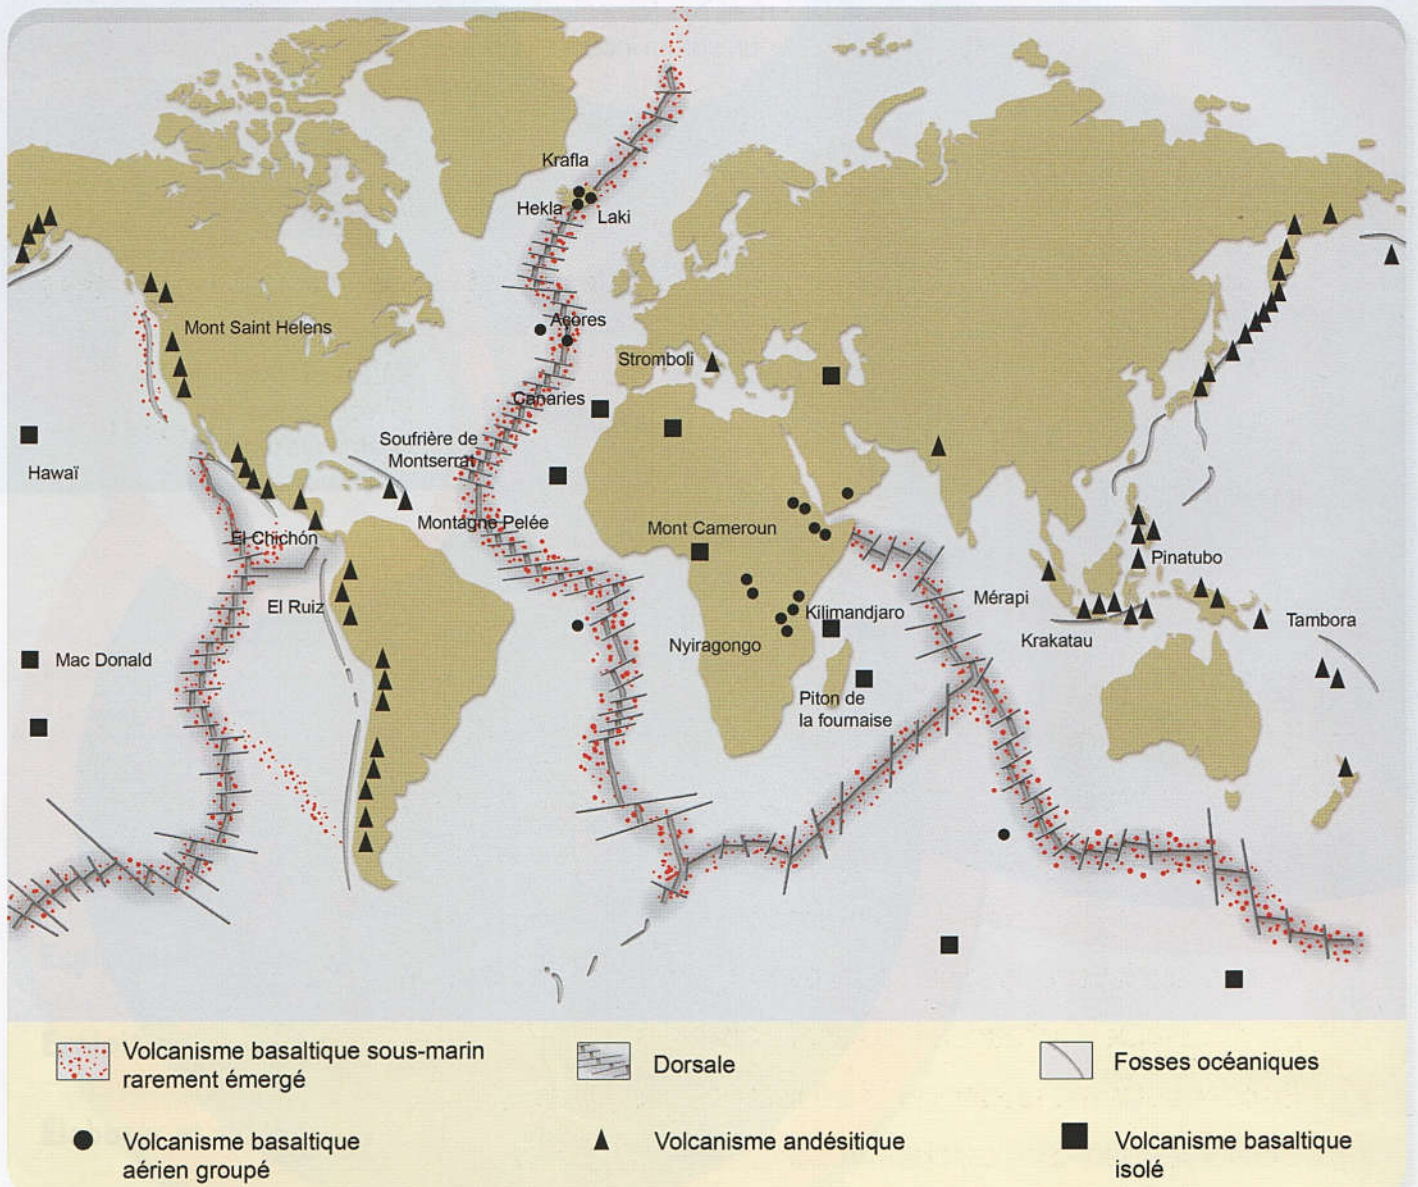 Krafla
Hekla
Laki
Mont Saint Helens
Açores
Stromboli
Canaries
Soufrière de
Montserrat
Hawaï
Montagne Pelée
Mont Cameroun
El Chichón
Pinatubo
El Ruiz
Kilimandjaro
Mérapi
Krakatau
Tambora
Nyiragongo
Mac Donald
Piton de
la fournaise
Volcanisme basaltique sous-marin
rarement émergé
Dorsale
Fosses océaniques
Volcanisme basaltique
aérien groupé
Volcanisme andésitique
Volcanisme basaltique
isolé